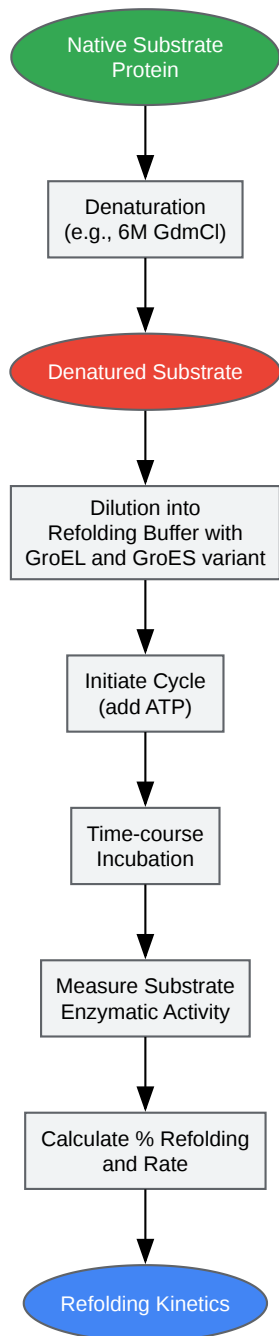 Native Substrate
Protein
Denaturation
(e.g., 6M GdmCl)
Denatured Substrate
Dilution into
Refolding Buffer with
GroEL and GroES variant
Initiate Cycle
(add ATP)
Time-course
Incubation
Measure Substrate
Enzymatic Activity
Calculate % Refolding
and Rate
Refolding Kinetics